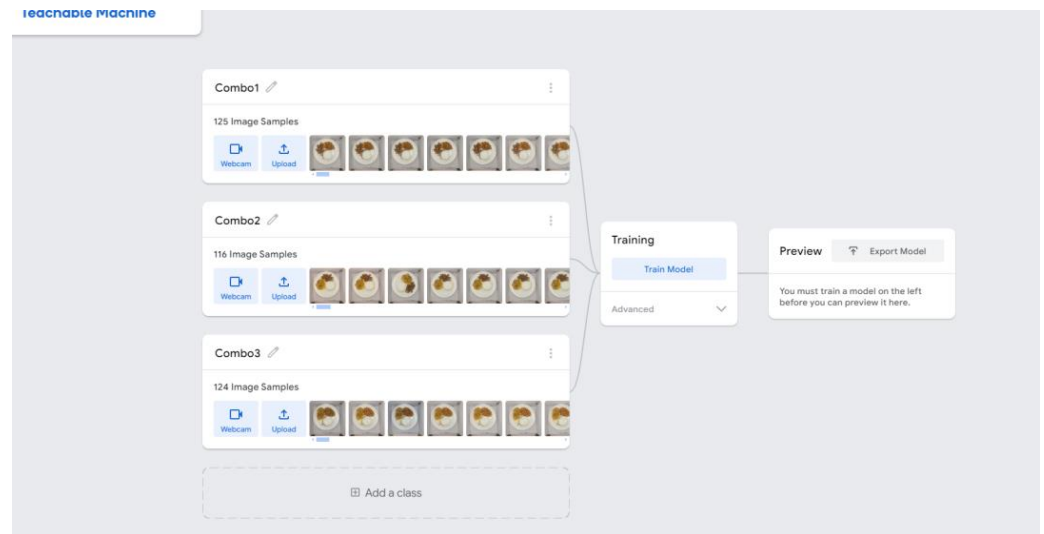 Teachable Machine
Combo1
125 Image Samples
Webcam
Upload
Combo2
116 Image Samples
Webcam
Upload
Combo3
124 Image Samples
Webcam
Upload
Add a class
Training
Train Model
Advanced
Preview
Export Model
You must train a model on the left
before you can preview it here.